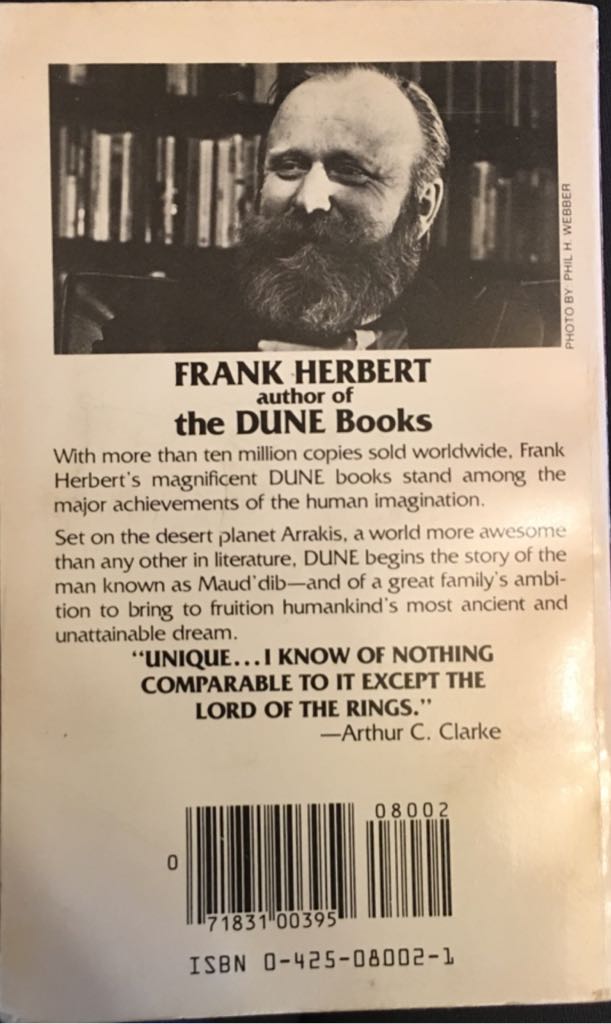 PHOTO BY: PHIL H. WEBBER
FRANK HERBERT
author of
the DUNE Books
With more than ten million copies sold worldwide, Frank
Herbert's magnificent DUNE books stand among the
major achievements of the human imagination.
Set on the desert planet Arrakis, a world more awesome
than any other in literature, DUNE begins the story of the
man known as Maud'dib—and of a great family's ambi-
tion to bring to fruition humankind's most ancient and
unattainable dream.
"UNIQUE...I KNOW OF NOTHING
COMPARABLE TO IT EXCEPT THE
LORD OF THE RINGS."
—Arthur C. Clarke
08002
0
71831 00395
ISBN 0-425-08002-1